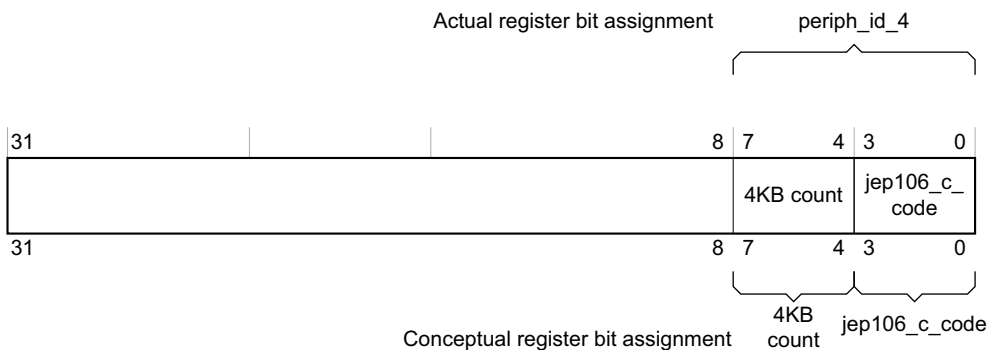 Actual register bit assignment periph_id_4
31 8 7 4 3 0
4KB count jep106_c_
code
31 8 7 4 3 0
Conceptual register bit assignment 4KB
count jep106_c_code